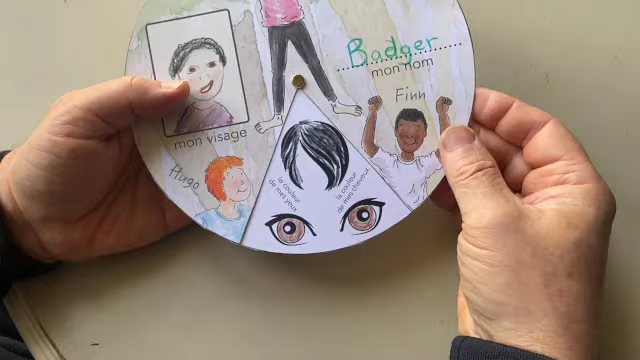 Badger
mon nom
Finn
mon visage
Hugo
la couleur
de mes yeux
la couleur
de mes cheveux